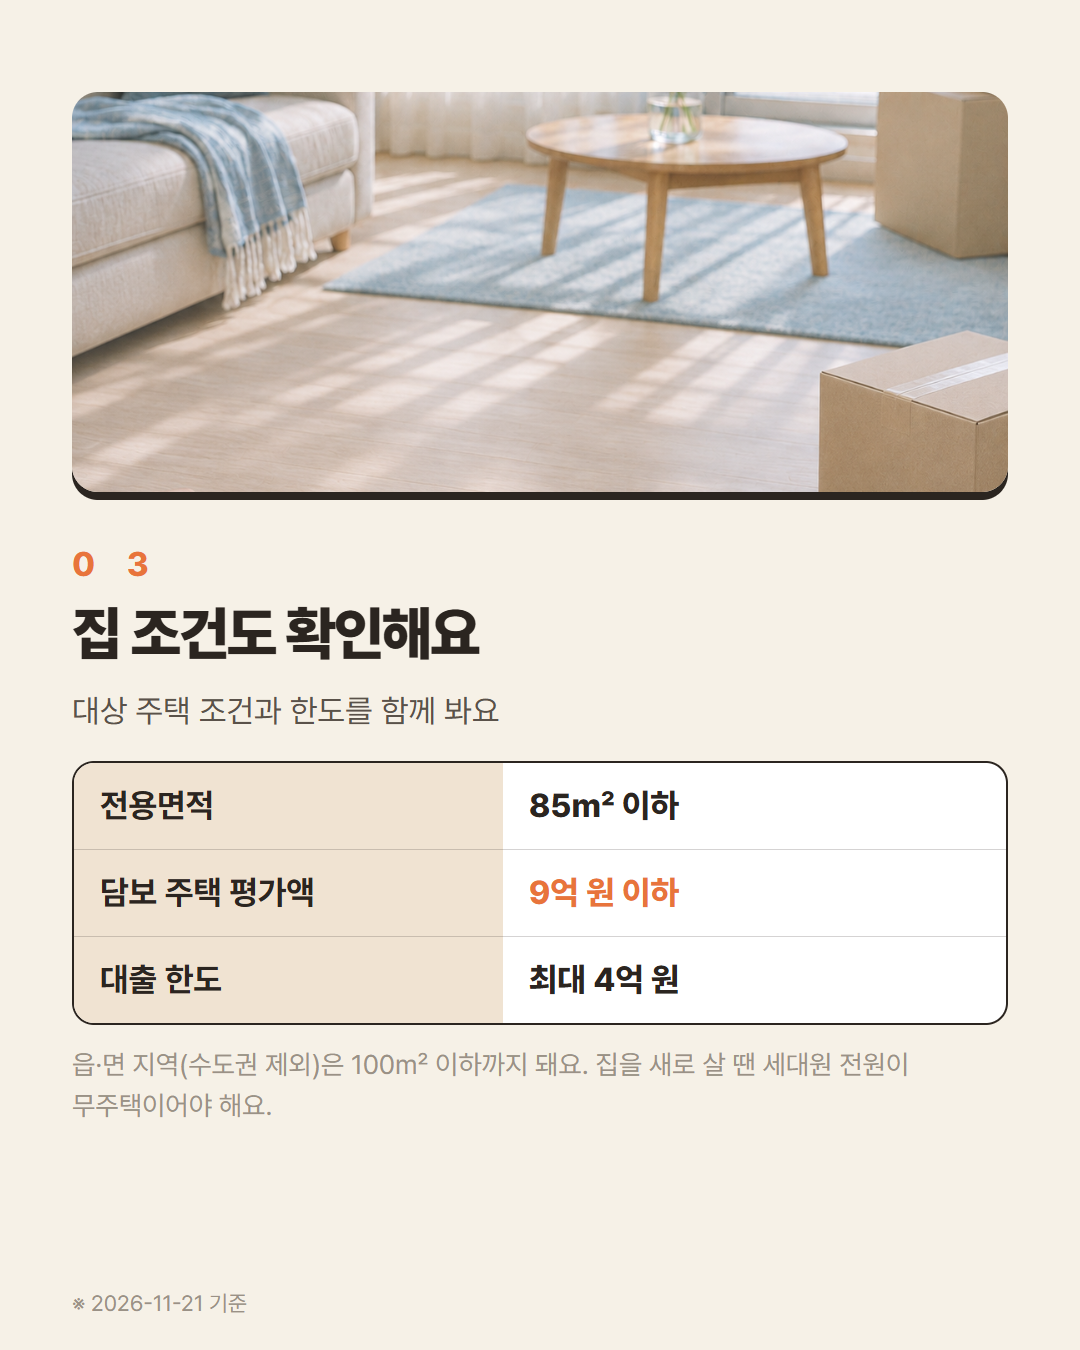 0 3
집 조건도 확인해요
대상 주택 조건과 한도를 함께 봐요
전용면적 85m² 이하
담보 주택 평가액 9억 원 이하
대출 한도 최대 4억 원
읍·면 지역(수도권 제외)은 100m² 이하까지 돼요. 집을 새로 살 땐 세대원 전원이
무주택이어야 해요.
※ 2026-11-21 기준